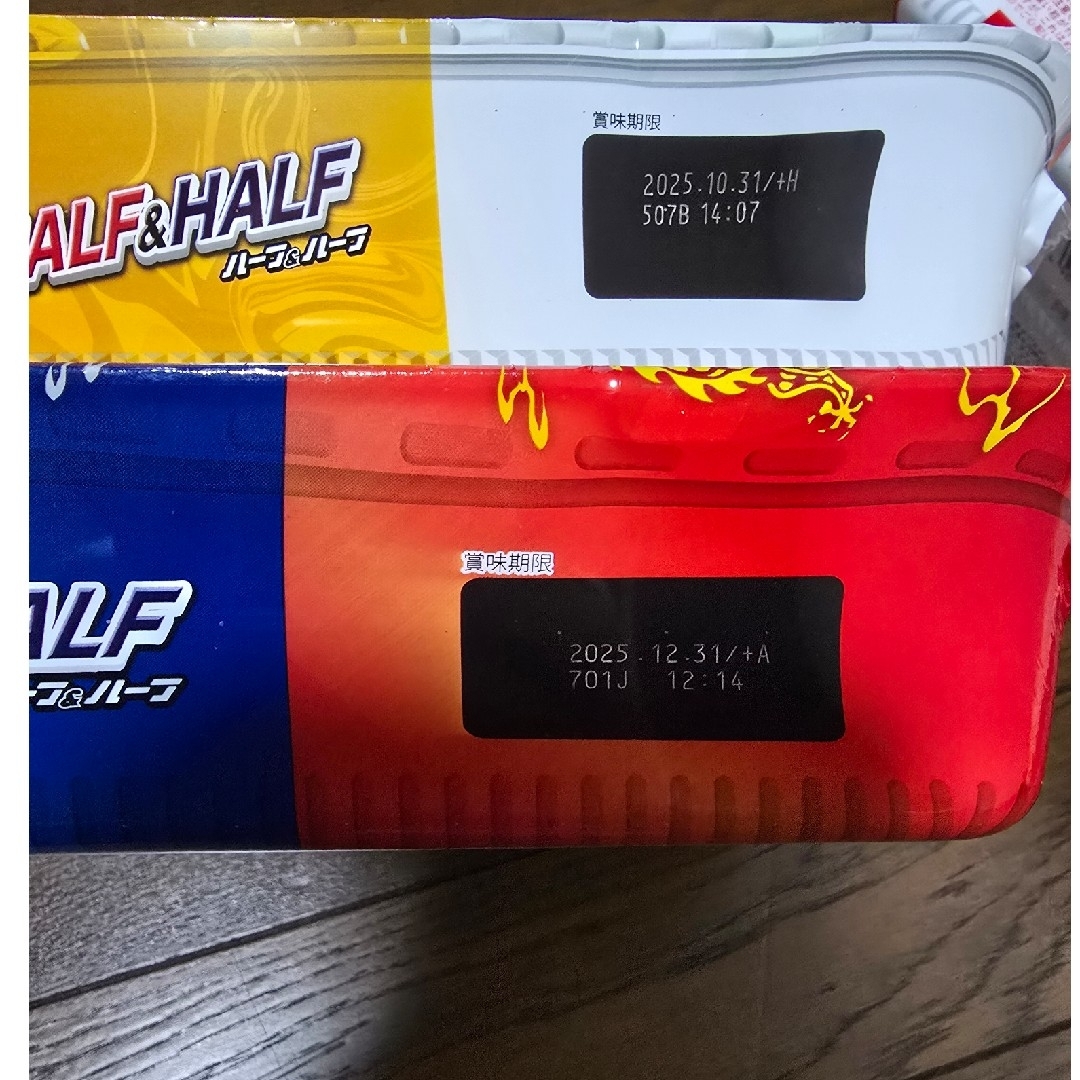 ALF&HALF
ハーフ&ハーフ
賞味期限
2025.10.31/+H
507B 14:07
ALF
ーフ&ハーフ
賞味期限
2025.12.31/+A
701J 12:14